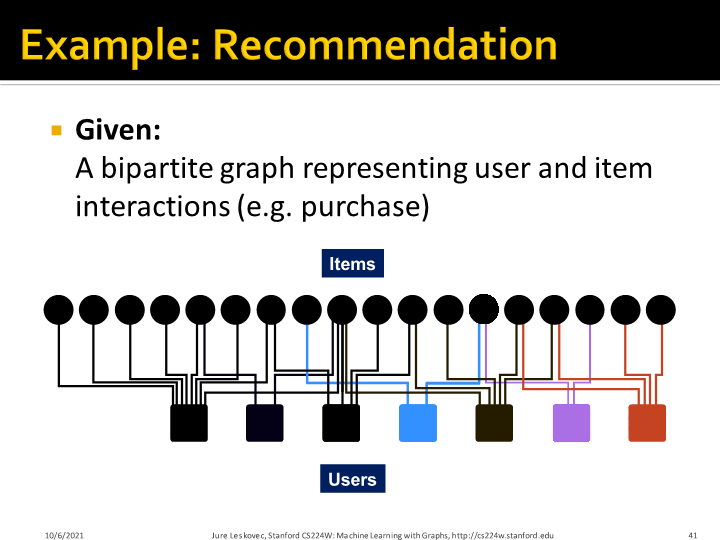 Example: Recommendation
Given:
A bipartite graph representing user and item
interactions (e.g. purchase)
Items
Users
10/6/2021
Jure Leskovec, Stanford CS224W: Machine Learning with Graphs, http://cs224w.stanford.edu
41